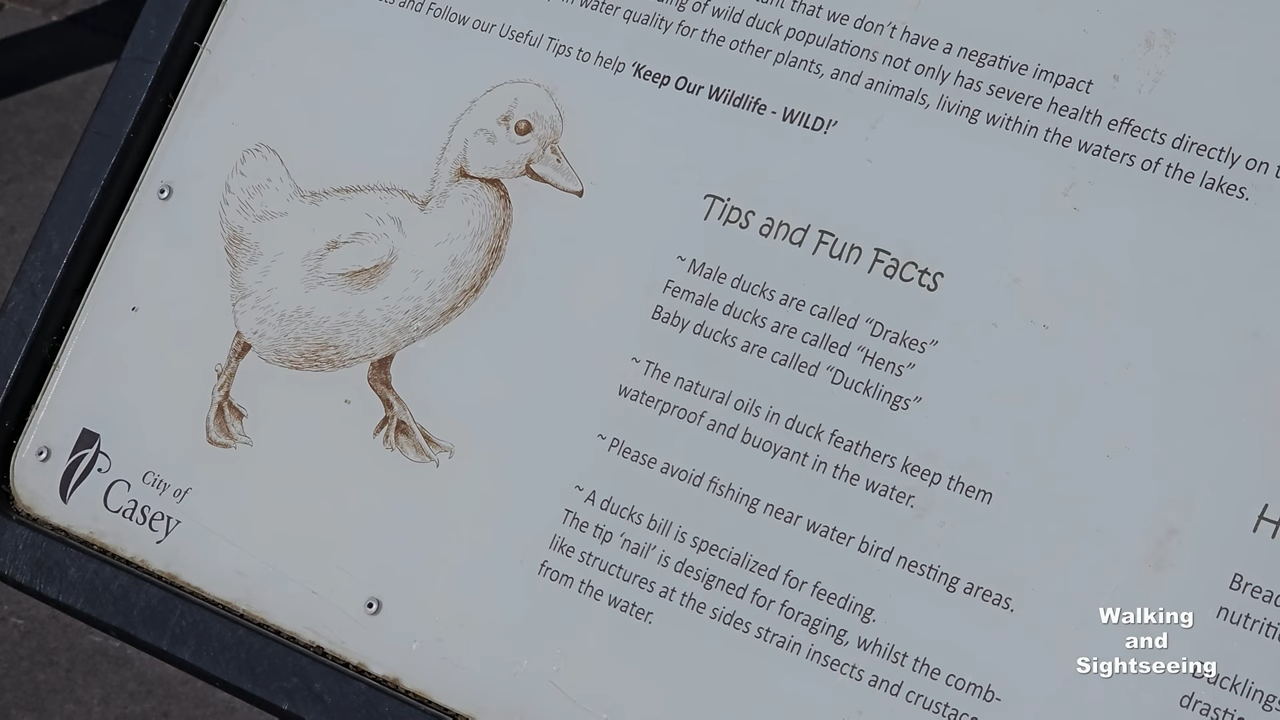 that we don't have a negative impact
of wild duck populations not only has severe health effects directly on
water quality for the other plants, and animals, living within the waters of the lakes.
and Follow our Useful Tips to help 'Keep Our Wildlife - WILD!'
Tips and Fun Facts
~ Male ducks are called "Drakes"
Female ducks are called "Hens"
Baby ducks are called "Ducklings"
~ The natural oils in duck feathers keep them
waterproof and buoyant in the water.
~ Please avoid fishing near water bird nesting areas.
~ A ducks bill is specialized for feeding.
The tip 'nail' is designed for foraging, whilst the comb-
like structures at the sides strain insects and
from the water.
City of
Casey
Walking
and
Sightseeing